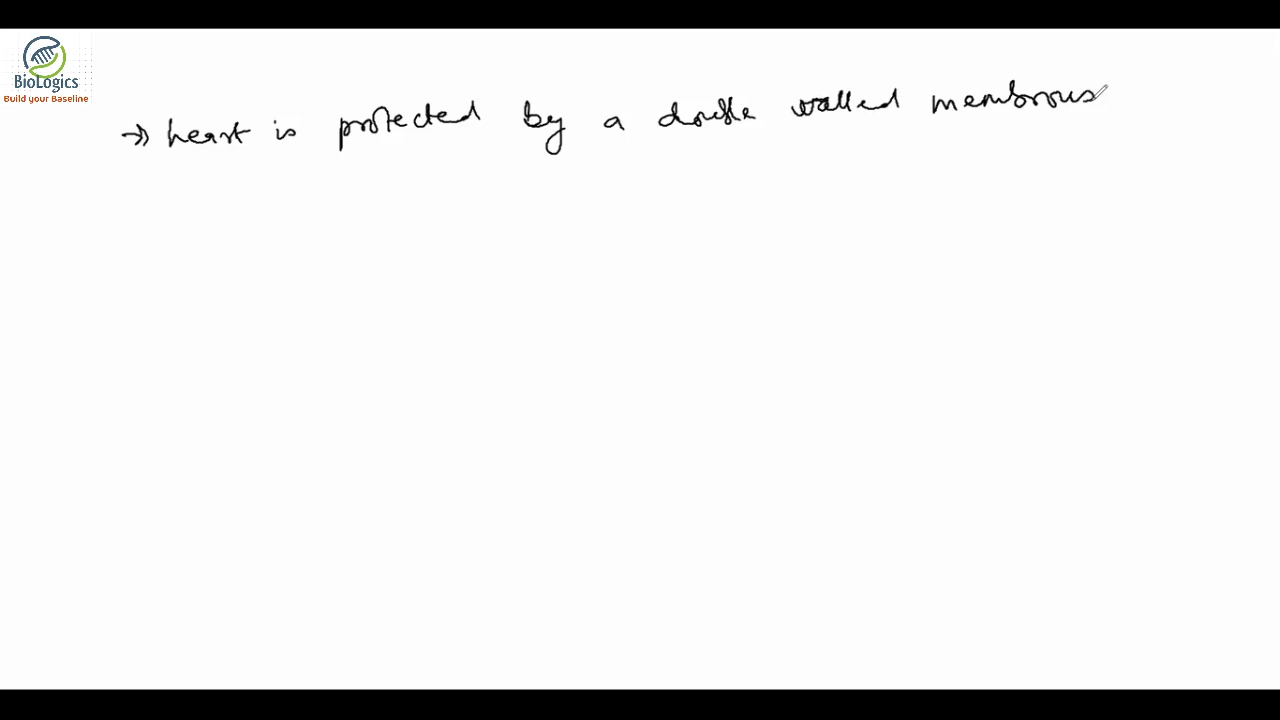 BioLogics
Build your Baseline
→ heart is protected by a double walled membrous